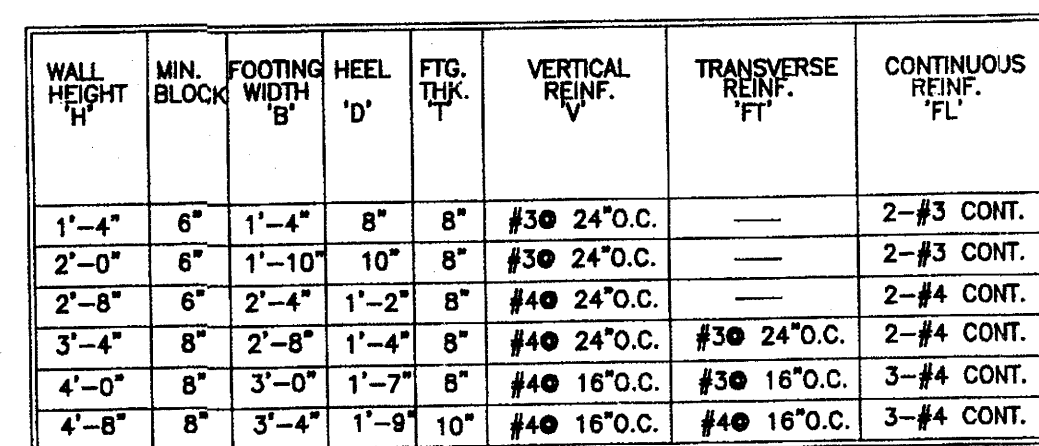 WALL HEIGHT 'H' MIN. BLOCK FOOTING WIDTH 'B' HEEL 'D' FTG. THK. 'T' VERTICAL REINF. 'V' TRANSVERSE REINF. 'FT' CONTINUOUS REINF. 'FL'
1'-4" 6" 1'-4" 8" 8" #3@ 24"O.C. — 2-#3 CONT.
2'-0" 6" 1'-10" 10" 8" #3@ 24"O.C. — 2-#3 CONT.
2'-8" 6" 2'-4" 1'-2" 8" #4@ 24"O.C. — 2-#4 CONT.
3'-4" 8" 2'-8" 1'-4" 8" #4@ 24"O.C. #3@ 24"O.C. 2-#4 CONT.
4'-0" 8" 3'-0" 1'-7" 8" #4@ 16"O.C. #3@ 16"O.C. 3-#4 CONT.
4'-8" 8" 3'-4" 1'-9" 10" #4@ 16"O.C. #4@ 16"O.C. 3-#4 CONT.